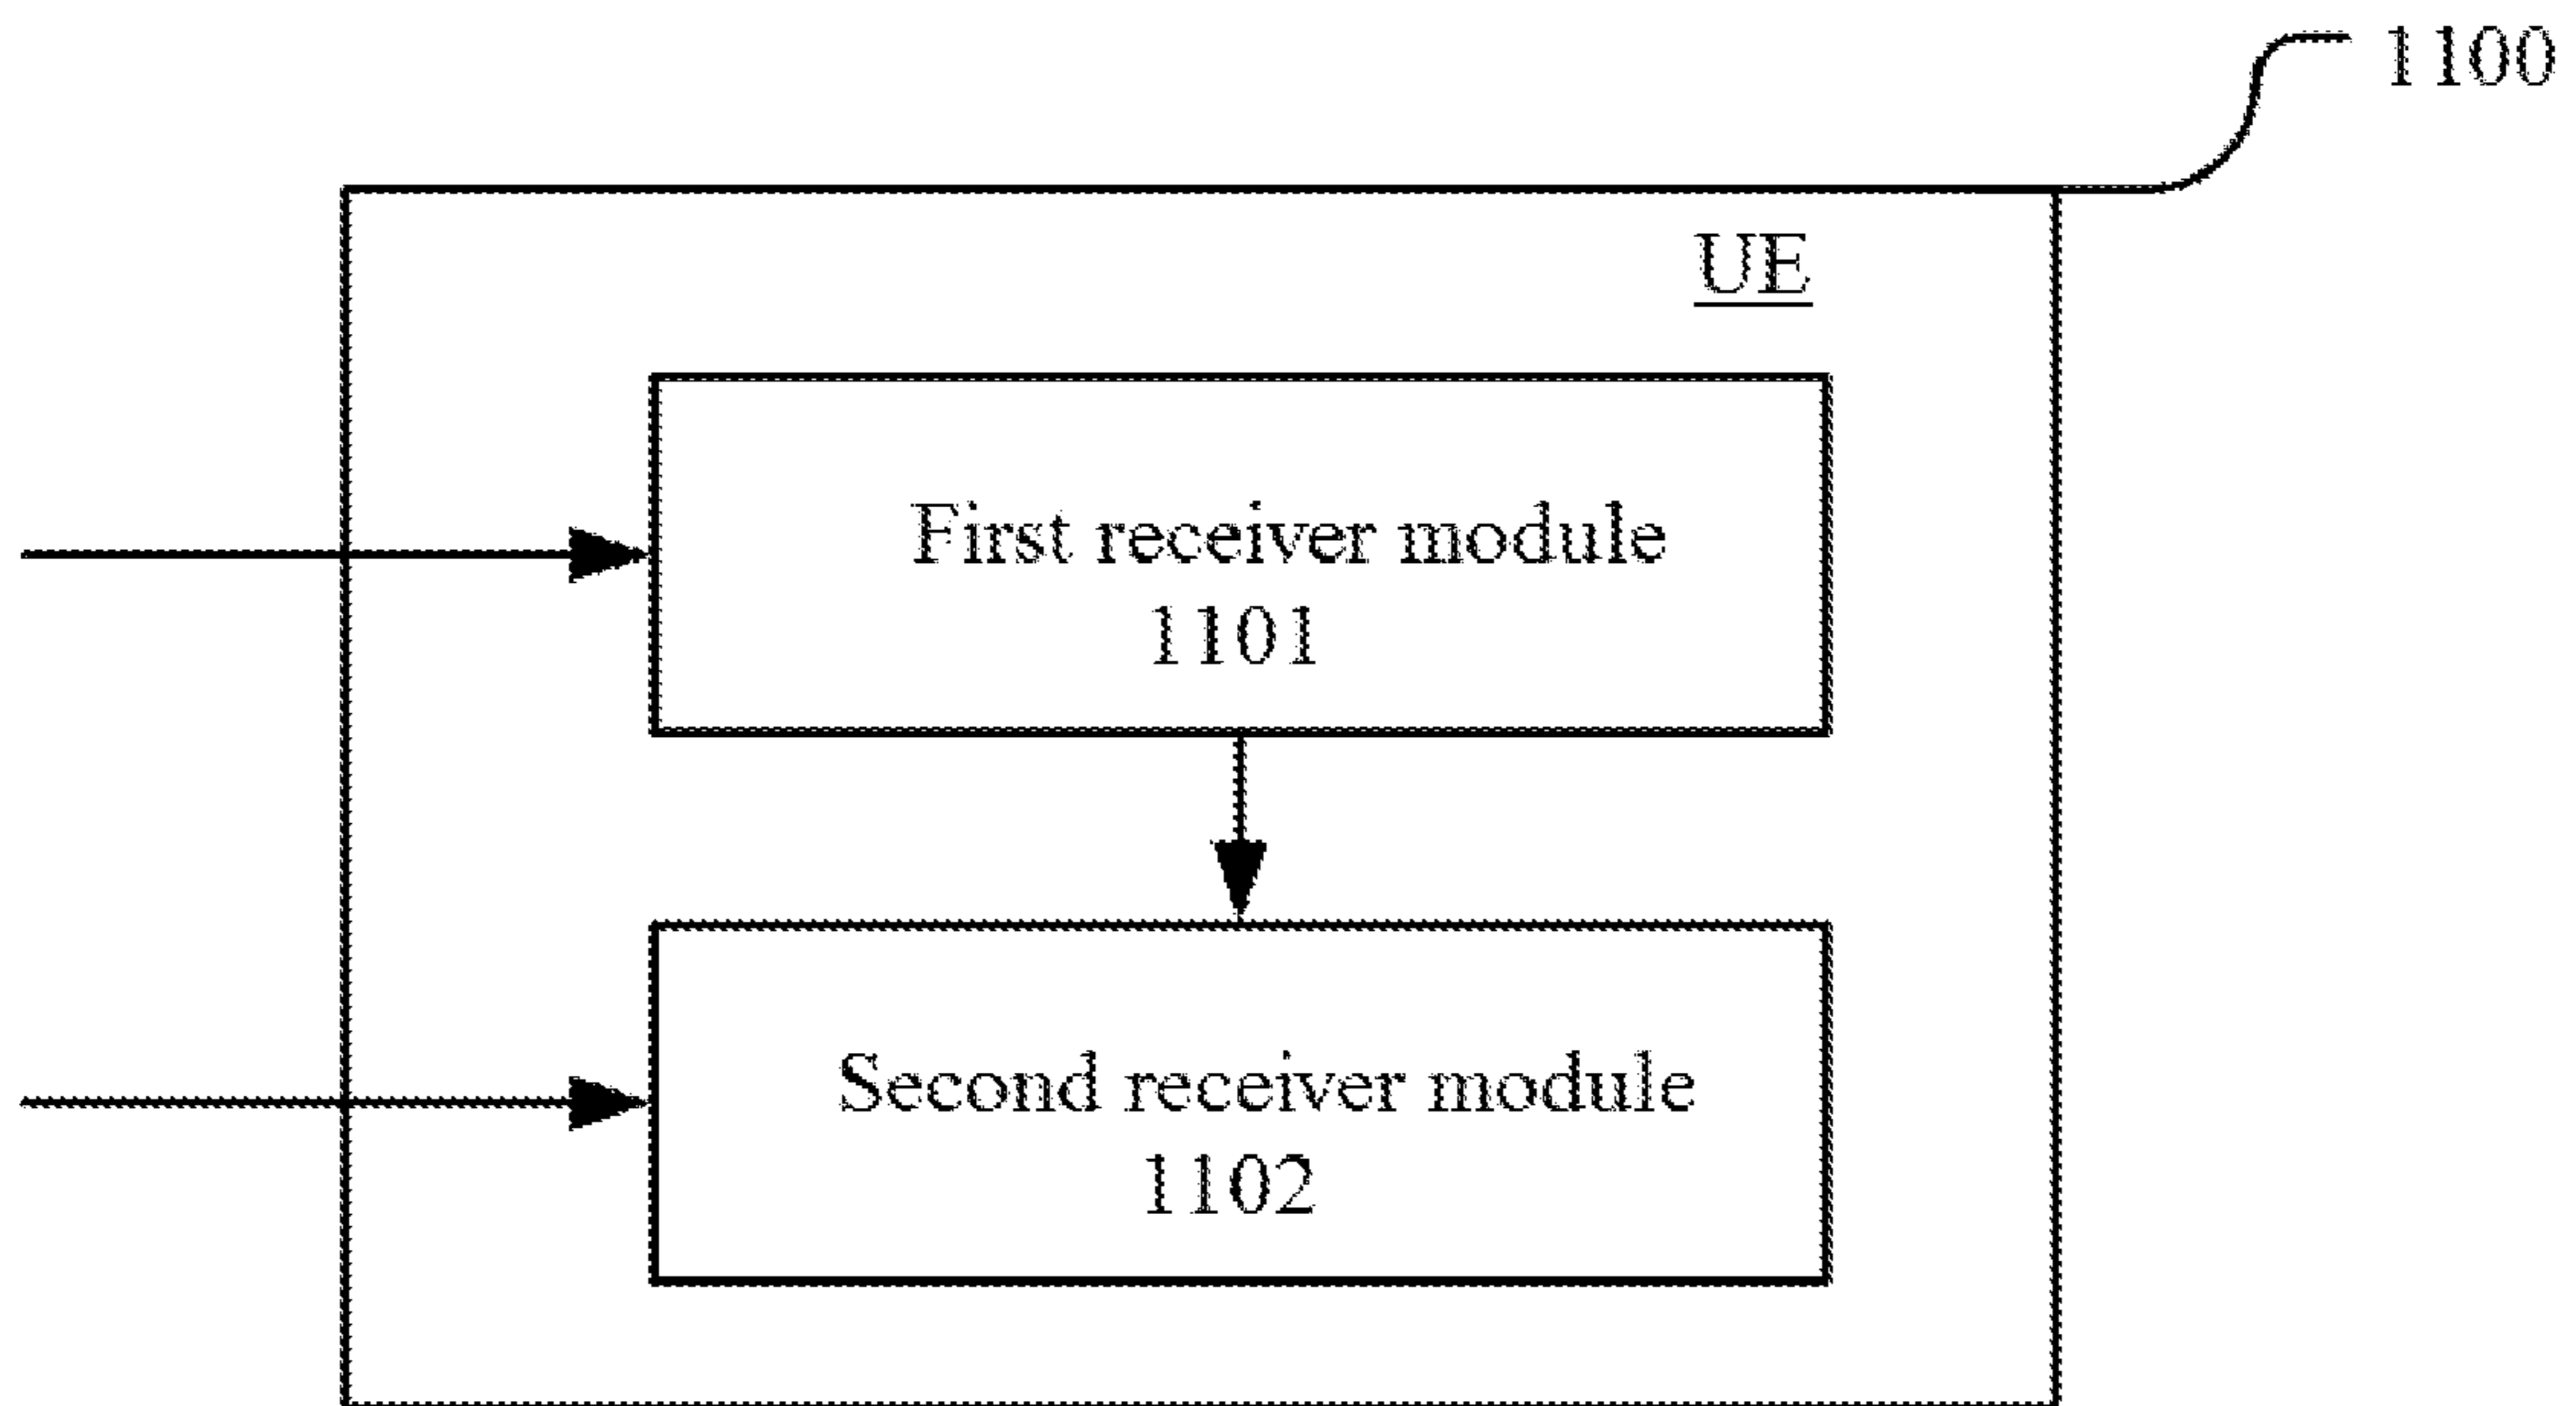 1100
UE
First receiver module
1101
Second receiver module
1102